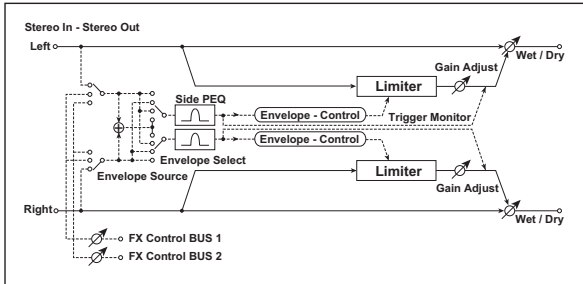 Stereo In - Stereo Out
Left
Wet / Dry
Gain Adjust
Limiter
Side PEQ
Envelope - Control
Trigger Monitor
Envelope - Control
Envelope Select
Envelope Source
Limiter
Gain Adjust
Right
Wet / Dry
FX Control BUS 1
FX Control BUS 2